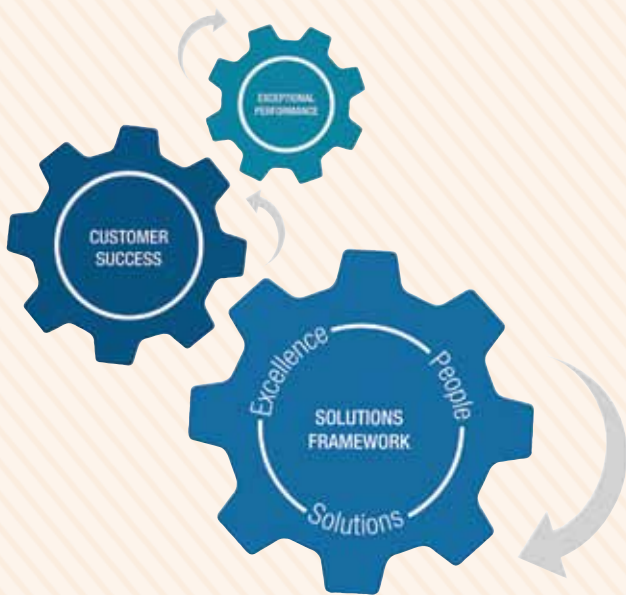 EXCEPTIONAL
PERFORMANCE
CUSTOMER
SUCCESS
Excellence
People
SOLUTIONS
FRAMEWORK
Solutions